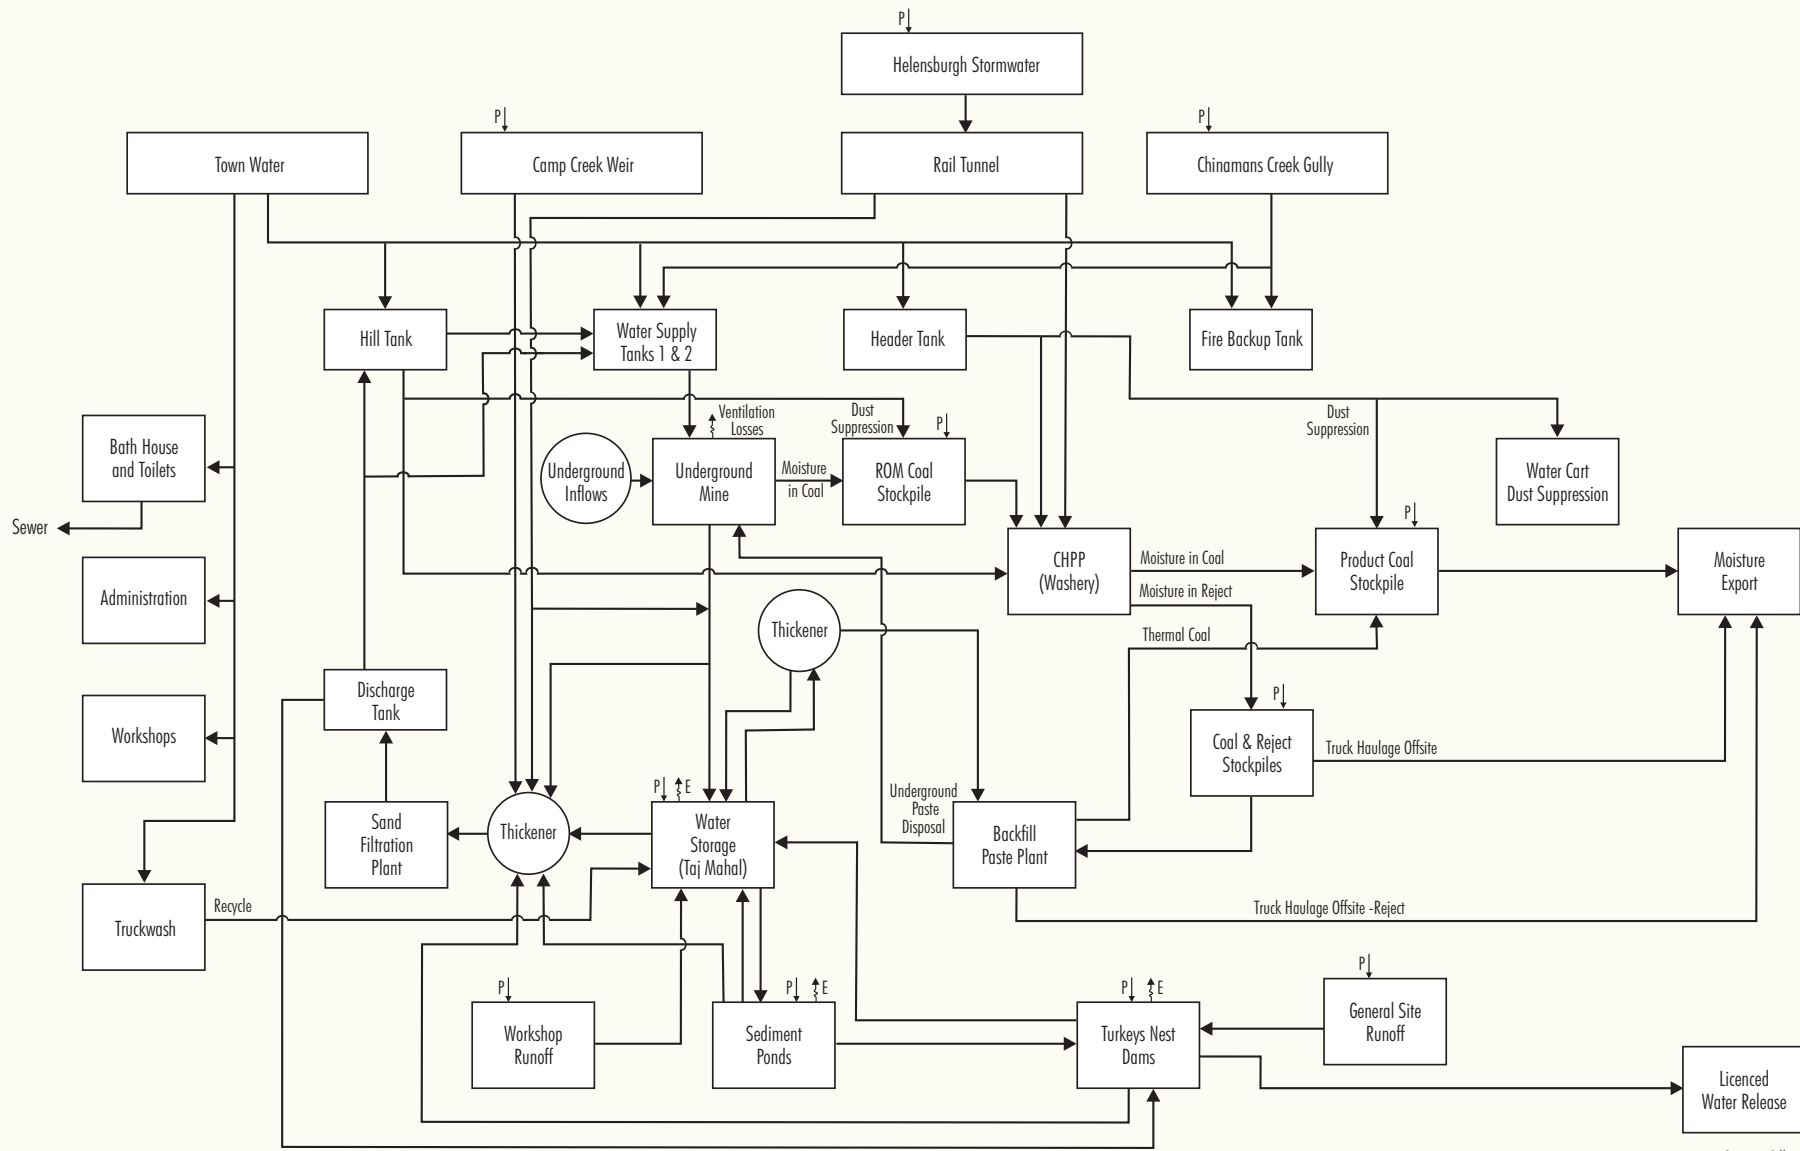 P
Helensburgh Stormwater
P
P
Town Water
Camp Creek Weir
Rail Tunnel
Chinamans Creek Gully
Hill Tank
Water Supply
Tanks 1 & 2
Header Tank
Fire Backup Tank
Bath House
and Toilets
Sewer
Underground
Inflows
Ventilation
Losses
Underground
Mine
Moisture
in Coal
Dust
Suppression
P
ROM Coal
Stockpile
Dust
Suppression
Water Cart
Dust Suppression
P
CHPP
(Washery)
Moisture in Coal
Moisture in Reject
Product Coal
Stockpile
Moisture
Export
Administration
Thickener
Thermal Coal
Discharge
Tank
Workshops
P
Coal & Reject
Stockpiles
Truck Haulage Offsite
P
E
Sand
Filtration
Plant
Thickener
Water
Storage
(Taj Mahal)
Underground
Paste
Disposal
Backfill
Paste Plant
Truckwash
Recycle
Truck Haulage Offsite -Reject
P
Workshop
Runoff
P
E
Sediment
Ponds
P
E
Turkeys Nest
Dams
P
General Site
Runoff
Licenced
Water Release